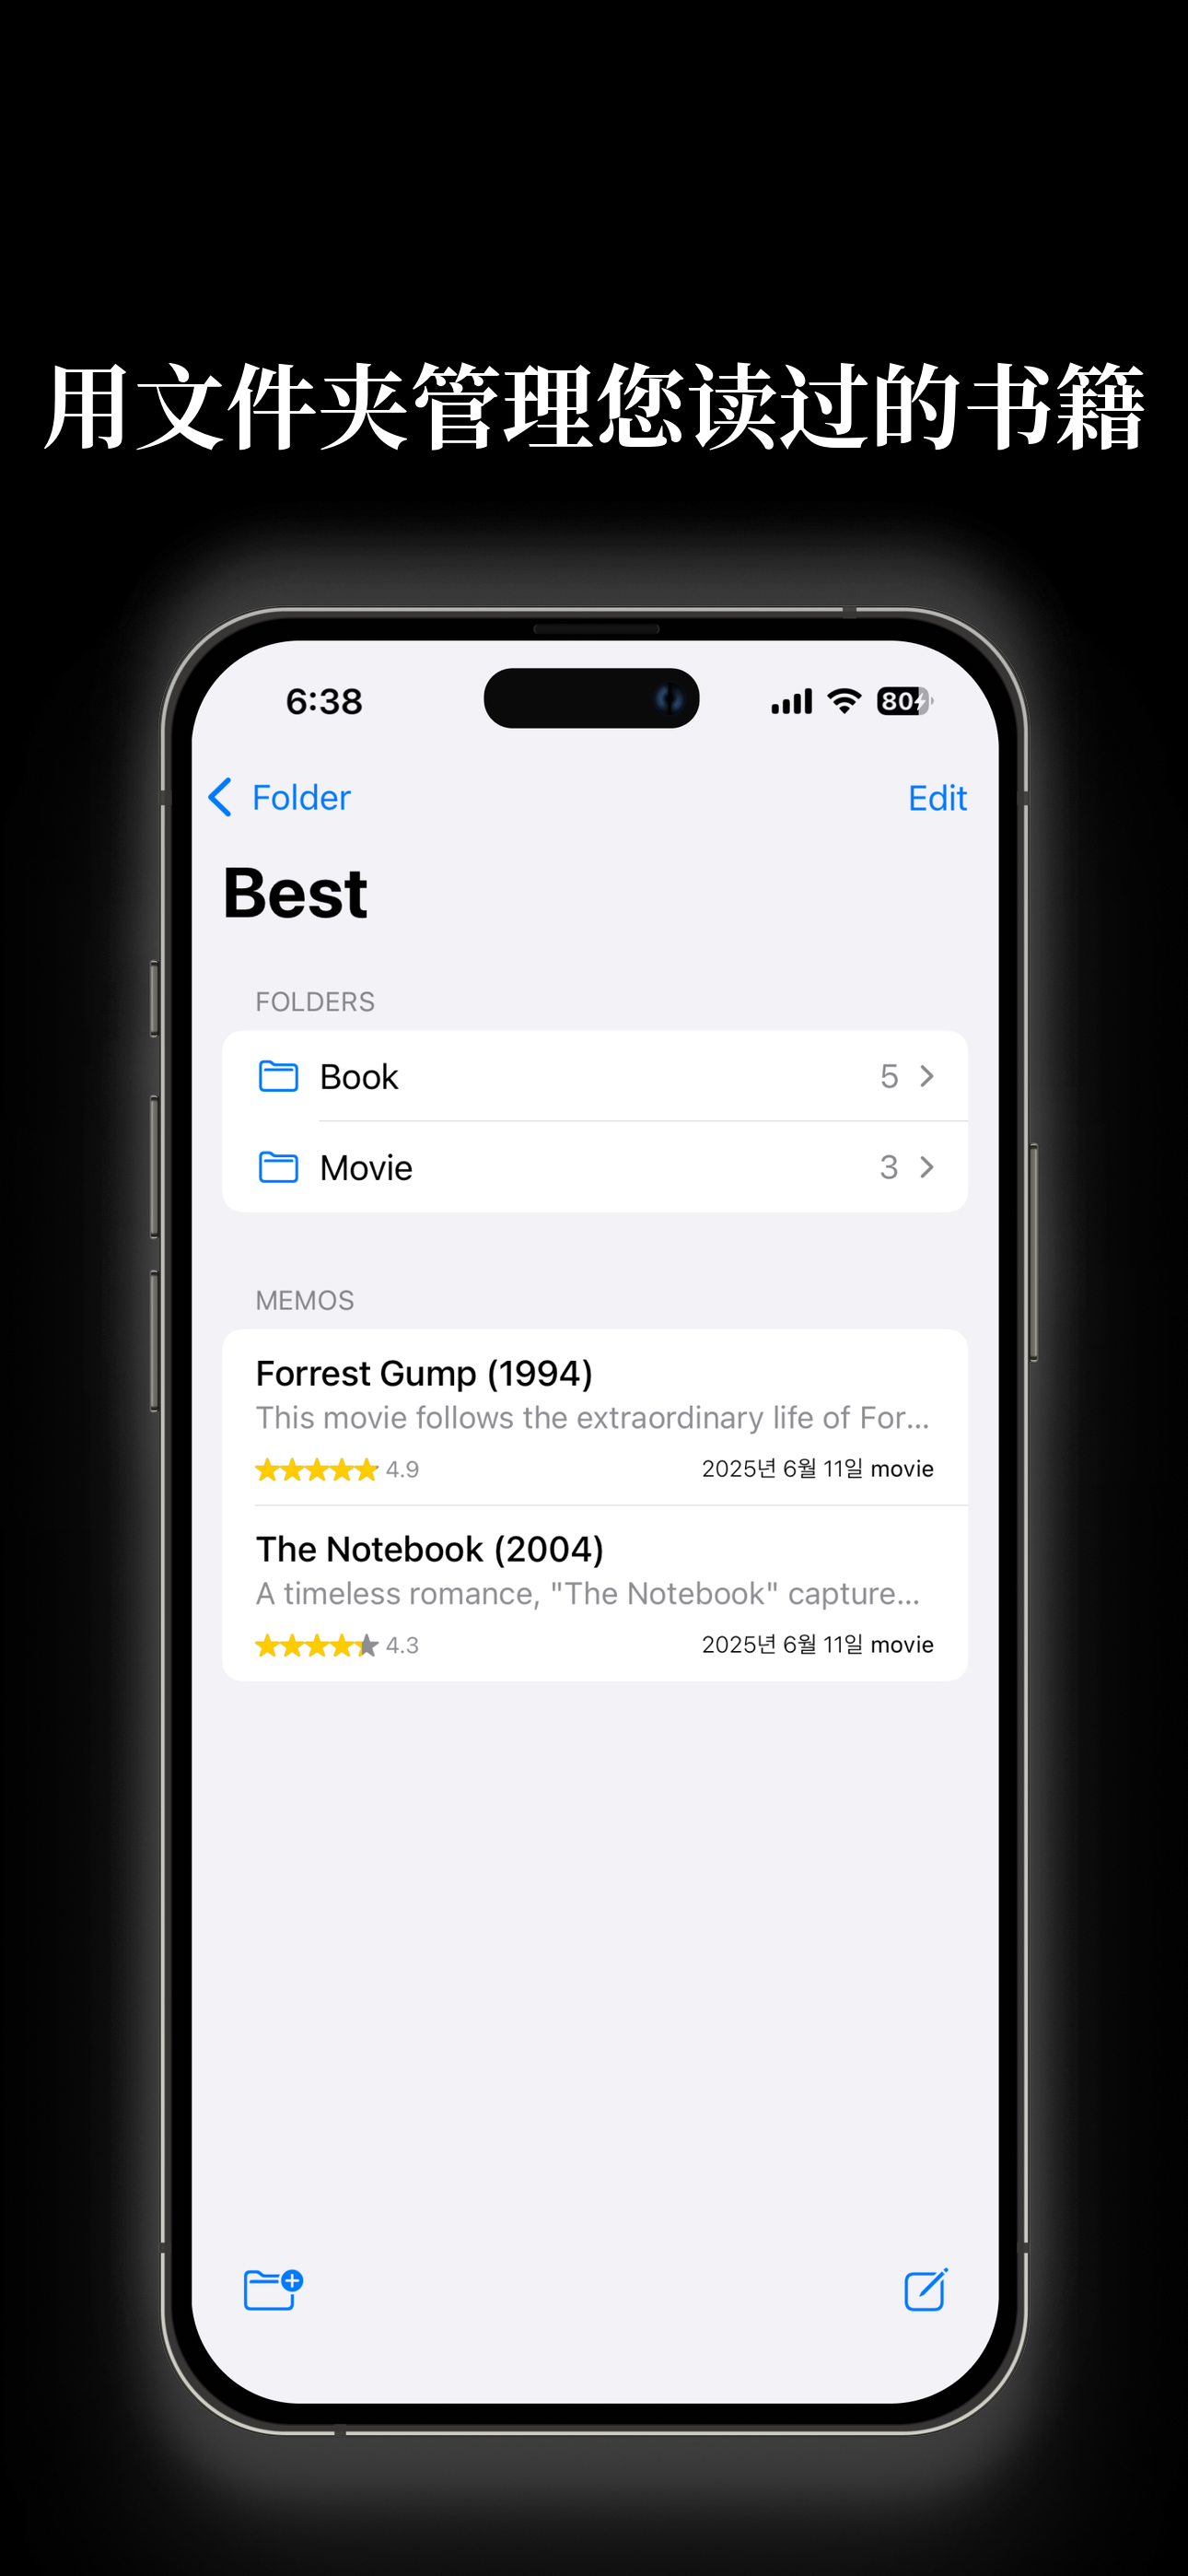 用文件夹管理您读过的书籍
6:38
80
Folder
Edit
Best
FOLDERS
Book 5
Movie 3
MEMOS
Forrest Gump (1994)
This movie follows the extraordinary life of For...
4.9 2025년 6월 11일 movie
The Notebook (2004)
A timeless romance, "The Notebook" capture...
4.3 2025년 6월 11일 movie